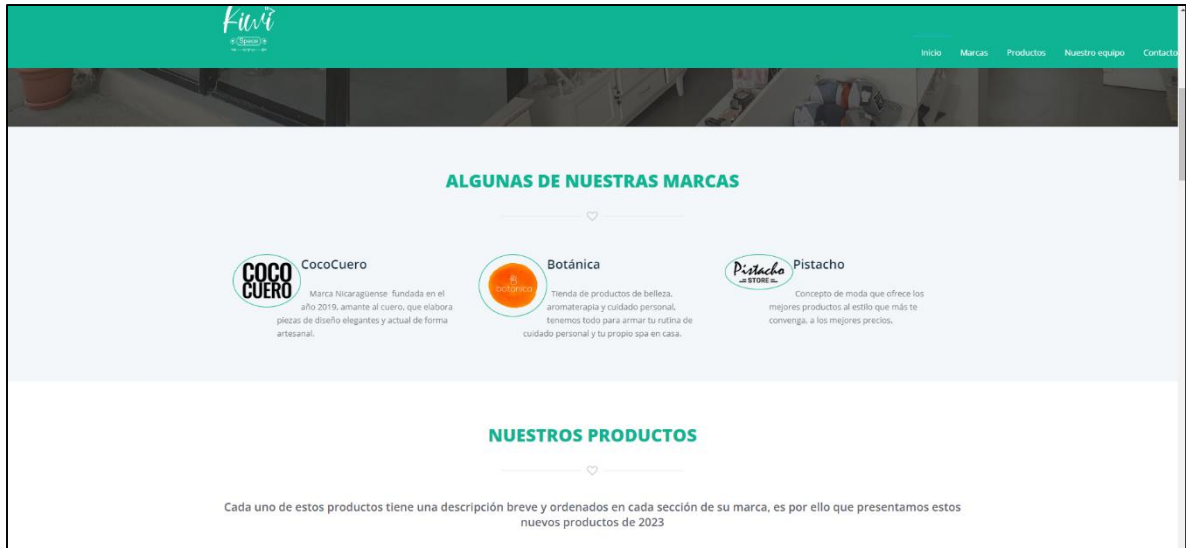 Kiwi
Space
Inicio Marcas Productos Nuestro equipo Contacto
ALGUNAS DE NUESTRAS MARCAS
COCO
CUERO
CocoCuero
Marca Nicaragüense fundada en el
año 2019, amante al cuero, que elabora
piezas de diseño elegantes y actual de forma
artesanal.
botánica
Botánica
Tienda de productos de belleza,
aromaterapia y cuidado personal,
tenemos todo para armar tu rutina de
cuidado personal y tu propio spa en casa.
Pistacho
STORE
Pistacho
Concepto de moda que ofrece los
mejores productos al estilo que más te
convenga, a los mejores precios.
NUESTROS PRODUCTOS
Cada uno de estos productos tiene una descripción breve y ordenados en cada sección de su marca, es por ello que presentamos estos
nuevos productos de 2023